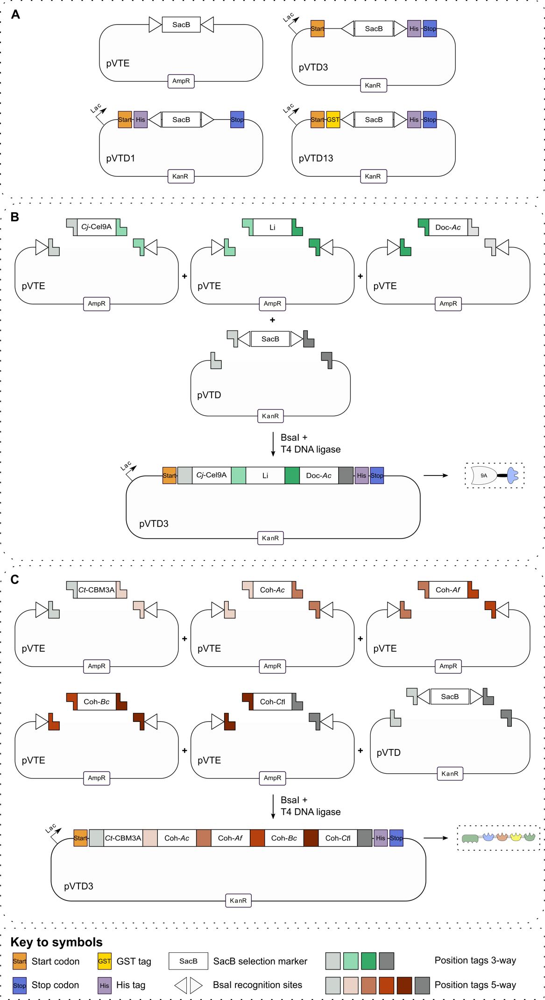 A
SacB
pVTE
AmpR
Lac
Start
SacB
His
Stop
pVTD3
KanR
Lac
Start
His
SacB
Stop
pVTD1
KanR
Lac
Start
GST
SacB
His
Stop
pVTD13
KanR
B
Cj-Cel9A
pVTE
AmpR
+
Li
pVTE
AmpR
+
Doc-Ac
pVTE
AmpR
+
SacB
pVTD
KanR
BsaI +
T4 DNA ligase
Lac
Start
Cj-Cel9A
Li
Doc-Ac
His
Stop
pVTD3
KanR
9A
C
Ct-CBM3A
pVTE
AmpR
+
Coh-Ac
pVTE
AmpR
+
Coh-Af
pVTE
AmpR
Coh-Bc
pVTE
AmpR
+
Coh-CtI
pVTE
AmpR
+
SacB
pVTD
KanR
BsaI +
T4 DNA ligase
Lac
Start
Ct-CBM3A
Coh-Ac
Coh-Af
Coh-Bc
Coh-CtI
His
Stop
pVTD3
KanR
Key to symbols
Start
Start codon
GST
GST tag
SacB
SacB selection marker
Position tags 3-way
Stop
Stop codon
His
His tag
BsaI recognition sites
Position tags 5-way